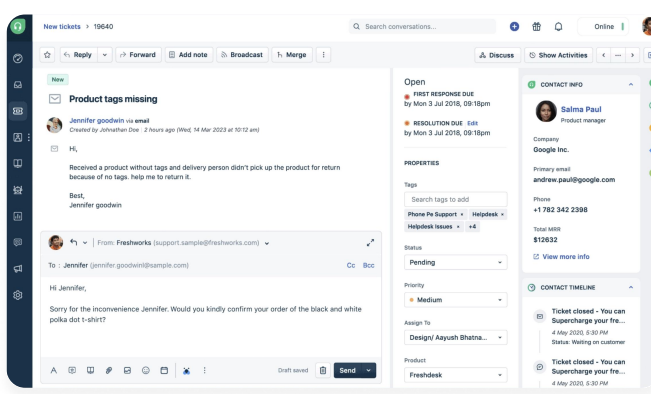 New tickets > 19640
Search conversations...
Online
Reply
Forward
Add note
Broadcast
Merge
Discuss
Show Activities
New
Product tags missing
Jennifer goodwin via email
Created by Johnathan Doe : 2 hours ago (Wed, 14 Mar 2023 at 10:12 am)
Hi,
Received a product without tags and delivery person didn't pick up the product for return
because of no tags. help me to return it.
Best,
Jennifer goodwin
From: Freshworks (support.sample@freshworks.com)
To : Jennifer (jennifer.goodwinl@sample.com)
Cc Bcc
Hi Jennifer,
Sorry for the inconvenience Jennifer. Would you kindly confirm your order of the black and white
polka dot t-shirt?
Draft saved
Send
Open
FIRST RESPONSE DUE
by Mon 3 Jul 2018, 09:18pm
RESOLUTION DUE Edit
by Mon 3 Jul 2018, 09:18pm
PROPERTIES
Tags
Search tags to add
Phone Pe Support × Helpdesk ×
Helpdesk Issues × +4
Status
Pending
Priority
Medium
Assign To
Design/ Aayush Bhatna...
Product
Freshdesk
CONTACT INFO
Salma Paul
Product manager
Company
Google Inc.
Primary email
andrew.paul@google.com
Phone
+1 782 342 2398
Total MRR
$12632
View more info
CONTACT TIMELINE
Ticket closed - You can
Supercharge your fre...
4 May 2020, 5:30 PM
Status: Waiting on customer
Ticket closed - You can
Supercharge your fre...
4 May 2020, 5:30 PM